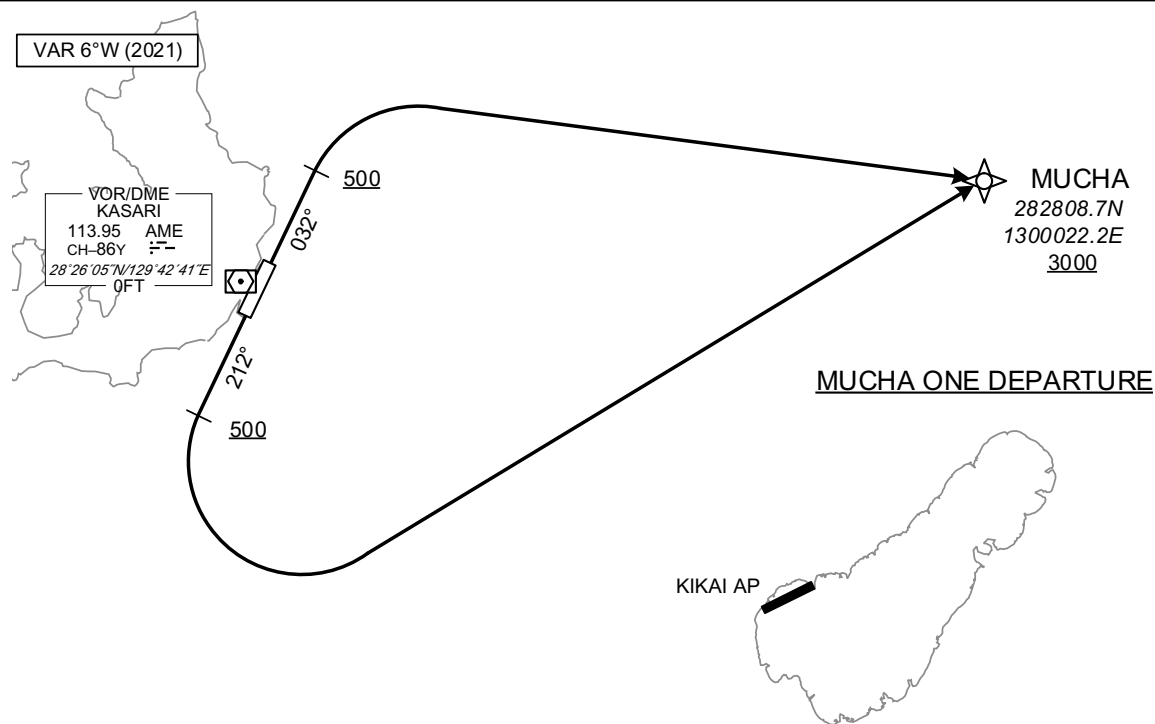 VAR 6°W (2021)
500
032°
MUCHA
282808.7N
1300022.2E
3000
VOR/DME
KASARI
113.95 AME
CH–86Y
28°26'05"N/129°42'41"E
0FT
212°
500
MUCHA ONE DEPARTURE
KIKAI AP